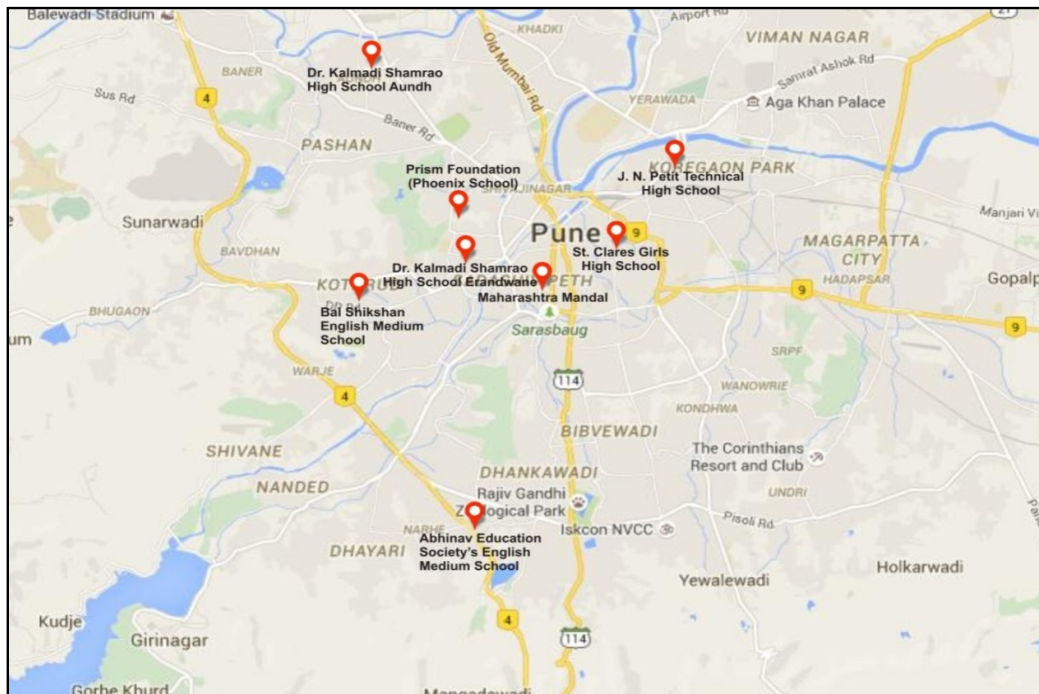 Balewadi Stadium
Airport Rd
27
KHADKI
VIMAN NAGAR
Old Mumbai Rd
BANER
Dr. Kalmadi Shamrao
High School Aundh
Samrat Ashok Rd
Sus Rd
4
YERAWADA
Aga Khan Palace
Baner Rd
PASHAN
KOREGAON PARK
Prism Foundation
(Phoenix School)
SHIVAJINAGAR
J. N. Petit Technical
High School
Sunarwadi
Pune
9
Manjari
BAVDHAN
St. Clares Girls
High School
MAGARPATTA
CITY
HADAPSAR
Gopalp
Dr. Kalmadi Shamrao
High School Erandwane
Maharashtra Mandal
9
BHUGAON
Bal Shikshan
English Medium
School
Sarasbaug
9
um
SRPF
WARJE
114
WANOWRIE
4
KONDHWA
BIBVEWADI
SHIVANE
The Corinthians
Resort and Club
DHANKAWADI
NANDED
Rajiv Gandhi
Zoological Park
UNDRI
Pisoli Rd
Iskcon NVCC
NARHE
DHAYARI
Abhinav Education
Society's English
Medium School
Yewalewadi
Holkarwadi
Kudje
4
Girinagar
114
Gorhe Khurd